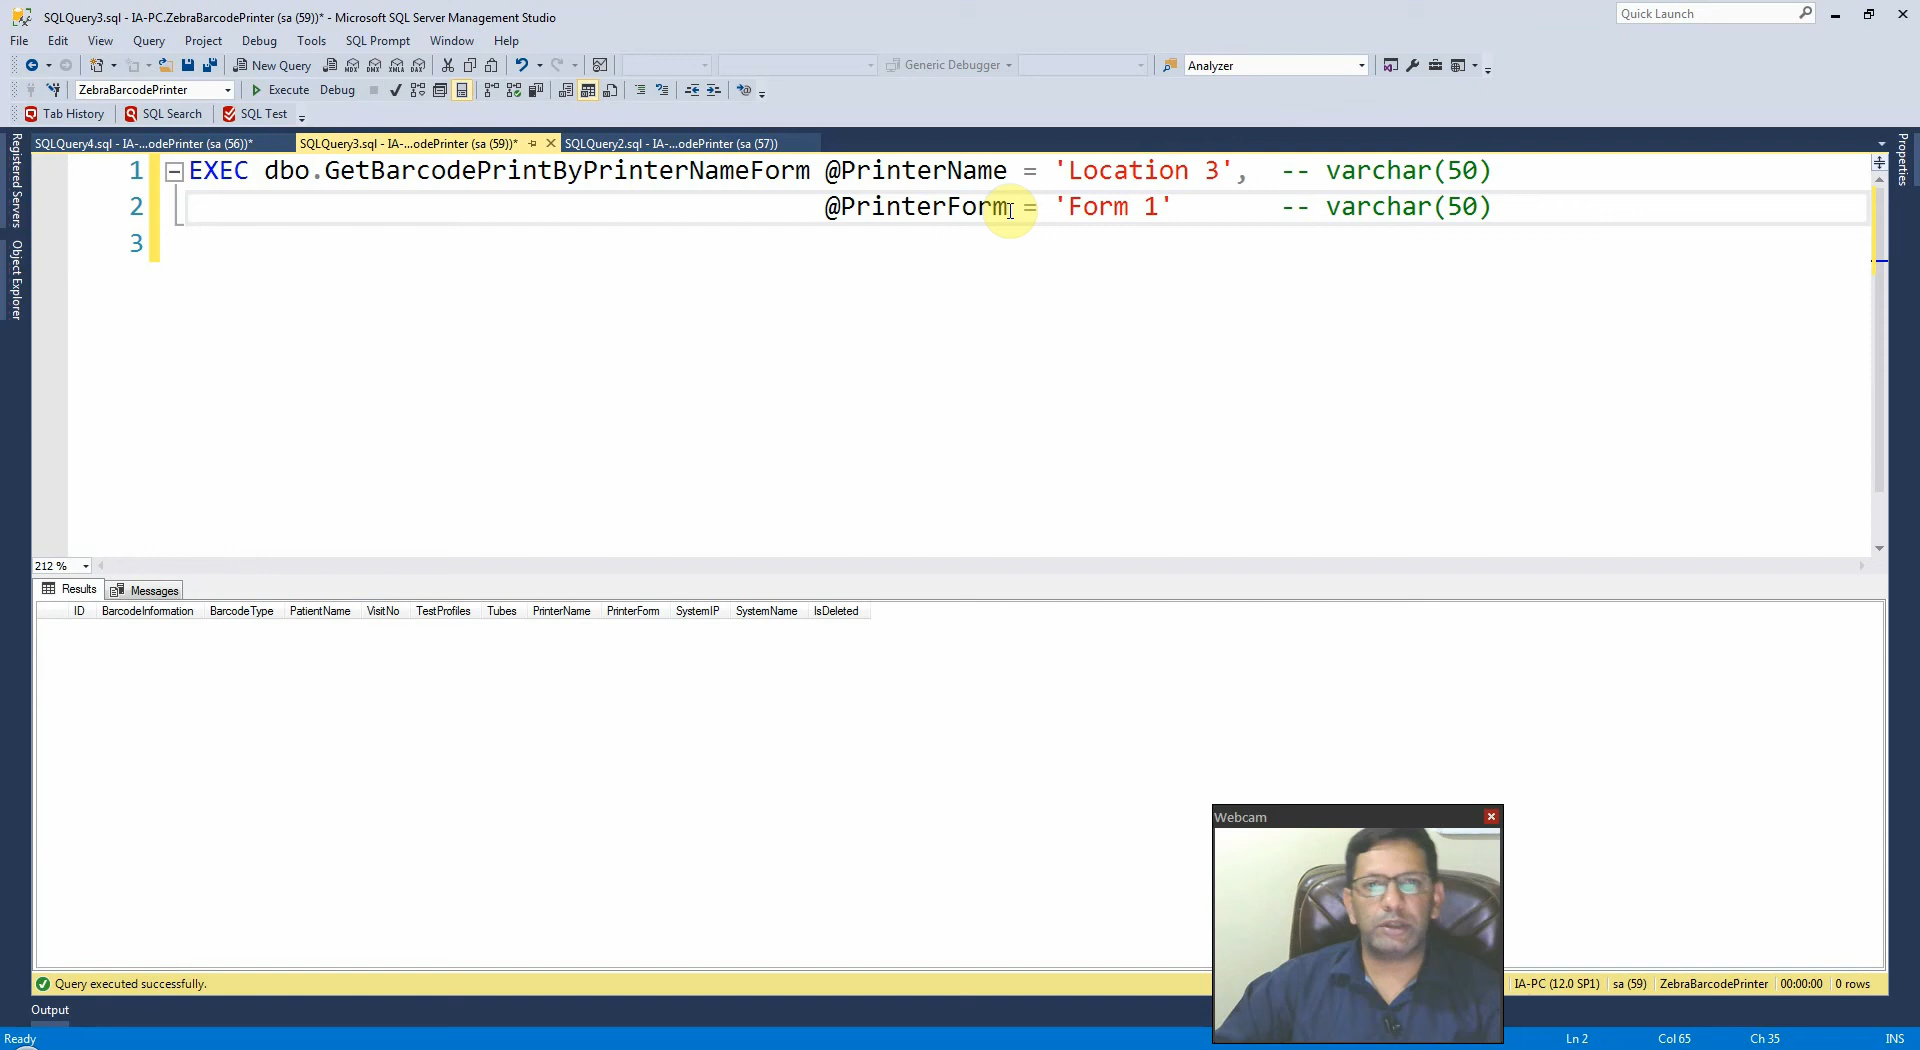 SQLQuery3.sql - IA-PC.ZebraBarcodePrinter (sa (59))* - Microsoft SQL Server Management Studio
Quick Launch
File Edit View Query Project Debug Tools SQL Prompt Window Help
New Query Generic Debugger Analyzer
ZebraBarcodePrinter Execute Debug
Tab History SQL Search SQL Test
SQLQuery4.sql - IA-...odePrinter (sa (56))* SQLQuery3.sql - IA-...odePrinter (sa (59))* SQLQuery2.sql - IA-...odePrinter (sa (57))
Registered Servers
Object Explorer
Properties
1 EXEC dbo.GetBarcodePrintByPrinterNameForm @PrinterName = 'Location 3', -- varchar(50)
2 @PrinterForm = 'Form 1' -- varchar(50)
3
212 %
Results Messages
ID BarcodeInformation BarcodeType PatientName VisitNo TestProfiles Tubes PrinterName PrinterForm SystemIP SystemName IsDeleted
Webcam
Query executed successfully. IA-PC (12.0 SP1) sa (59) ZebraBarcodePrinter 00:00:00 0 rows
Output
Ready Ln 2 Col 65 Ch 35 INS